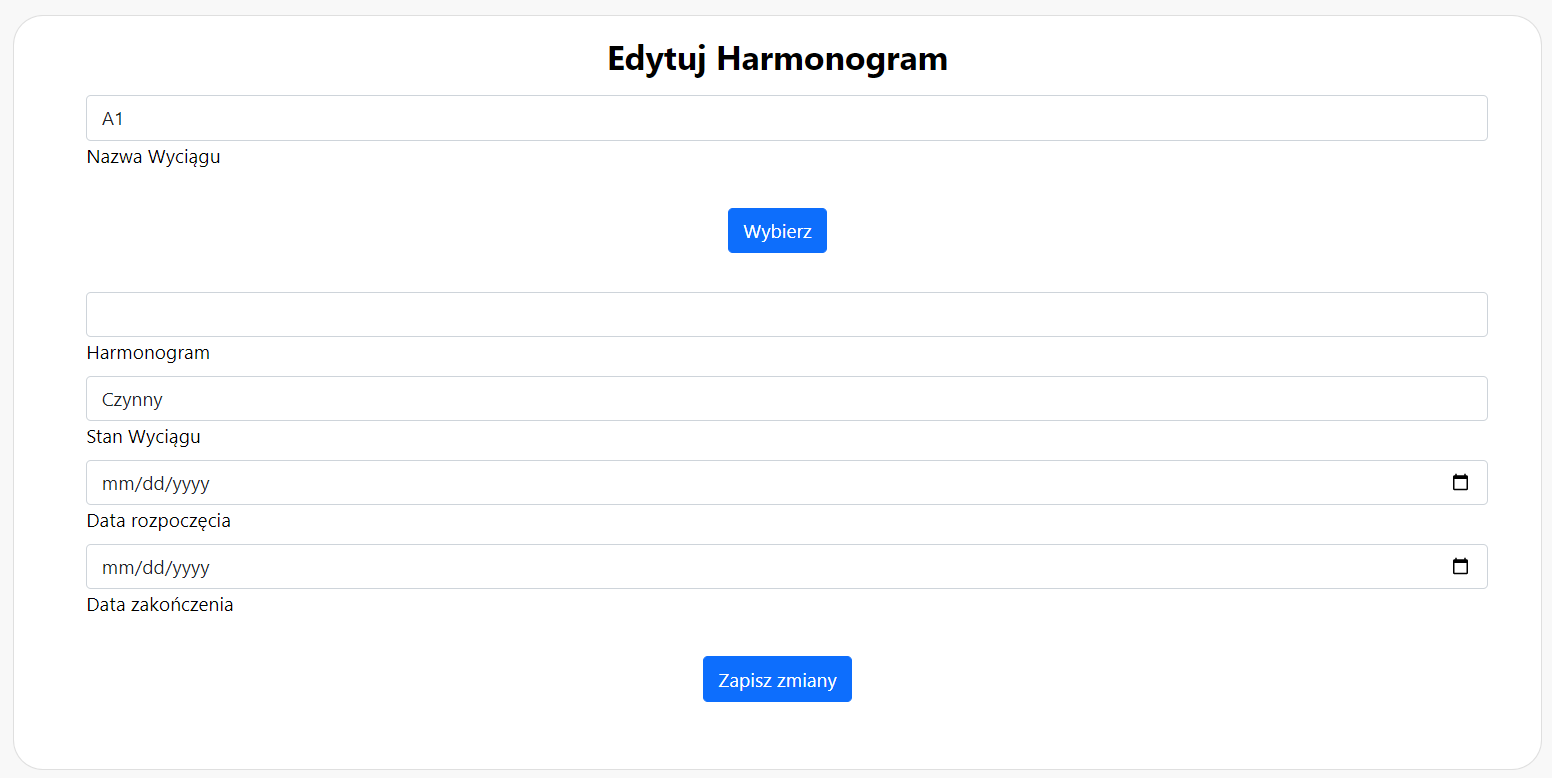 Edytuj Harmonogram
A1
Nazwa Wyciągu
Wybierz
Harmonogram
Czynny
Stan Wyciągu
mm/dd/yyyy
Data rozpoczęcia
mm/dd/yyyy
Data zakończenia
Zapisz zmiany